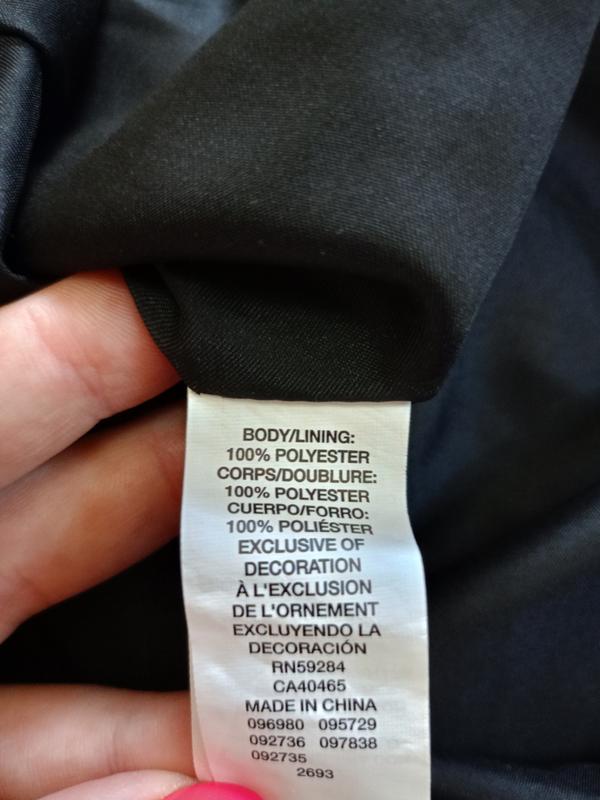 BODY/LINING:
100% POLYESTER
CORPS/DOUBLURE:
100% POLYESTER
CUERPO/FORRO:
100% POLIÉSTER
EXCLUSIVE OF
DECORATION
À L'EXCLUSION
DE L'ORNEMENT
EXCLUYENDO LA
DECORACIÓN
RN59284
CA40465
MADE IN CHINA
096980 095729
092736 097838
092735
2693